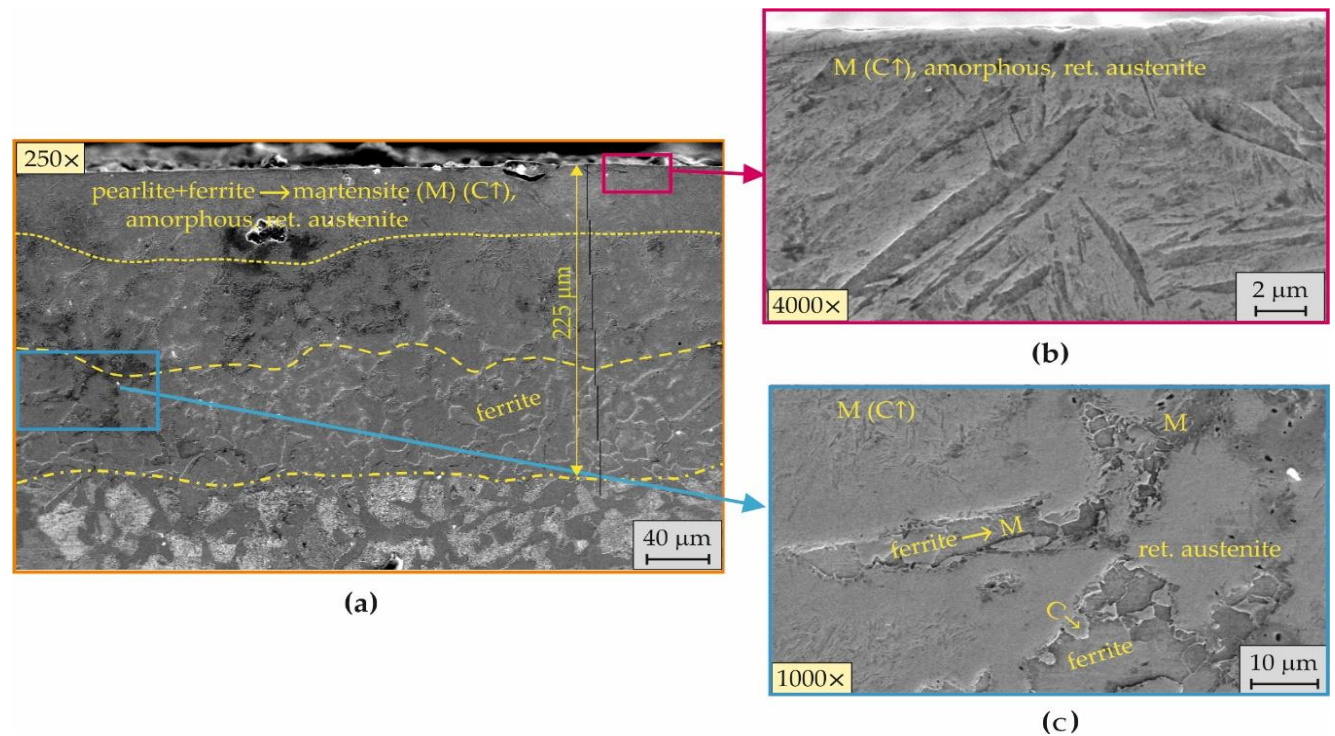 250×
pearlite+ferrite → martensite (M) (C↑),
amorphous, ret. austenite
225 µm
ferrite
40 µm
(a)
M (C↑), amorphous, ret. austenite
4000×
2 µm
(b)
M (C↑)
M
ferrite → M
ret. austenite
C
ferrite
1000×
10 µm
(c)